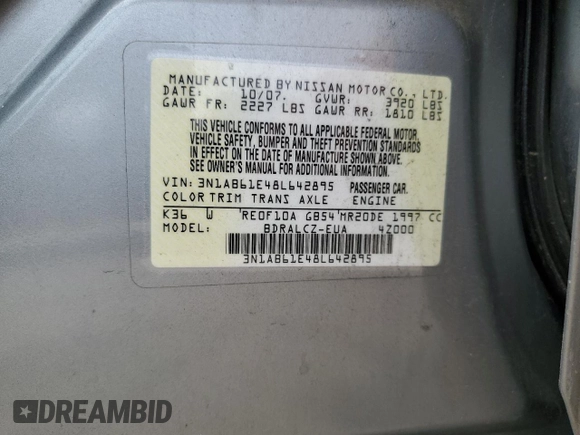 MANUFACTURED BY NISSAN MOTOR CO., LTD.
DATE: 10/07. GVWR: 3920 LBS
GAWR FR: 2227 LBS GAWR RR: 1810 LBS
THIS VEHICLE CONFORMS TO ALL APPLICABLE FEDERAL MOTOR
VEHICLE SAFETY, BUMPER AND THEFT PREVENTION STANDARDS
IN EFFECT ON THE DATE OF MANUFACTURE SHOWN ABOVE.
SEE OWNER'S MANUAL FOR ADDITIONAL INFORMATION
VIN: 3N1AB61E48L642895 PASSENGER CAR.
COLOR TRIM TRANS AXLE ENGINE
K36 W RE0F10A GB54 MR20DE 1997 CC
MODEL: BDRALCZ-EUA 4Z000
3N1AB61E48L642895
DREAMBID